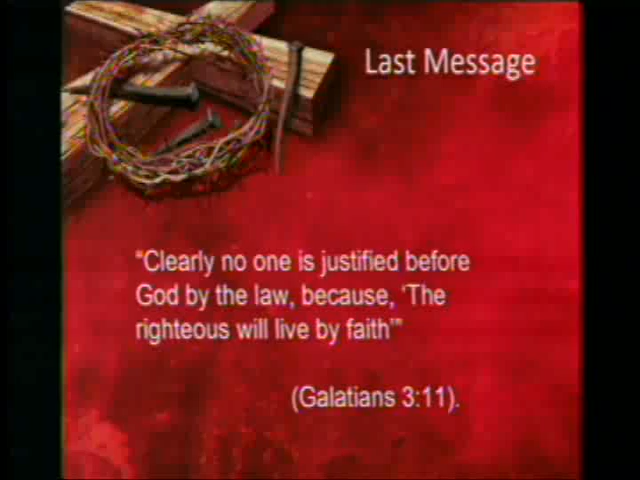 Last Message
“Clearly no one is justified before
God by the law, because, ‘The
righteous will live by faith’”
(Galatians 3:11).